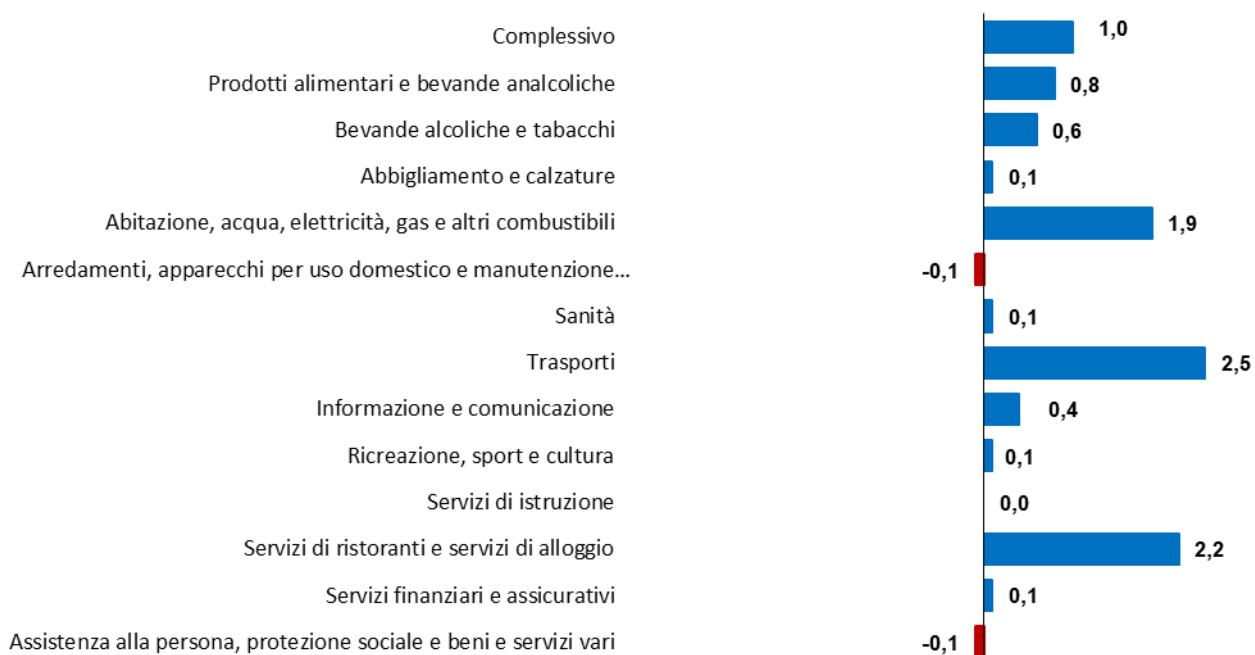 Complessivo 1,0
Prodotti alimentari e bevande analcoliche 0,8
Bevande alcoliche e tabacchi 0,6
Abbigliamento e calzature 0,1
Abitazione, acqua, elettricità, gas e altri combustibili 1,9
Arredamenti, apparecchi per uso domestico e manutenzione... -0,1
Sanità 0,1
Trasporti 2,5
Informazione e comunicazione 0,4
Ricreazione, sport e cultura 0,1
Servizi di istruzione 0,0
Servizi di ristoranti e servizi di alloggio 2,2
Servizi finanziari e assicurativi 0,1
Assistenza alla persona, protezione sociale e beni e servizi vari -0,1